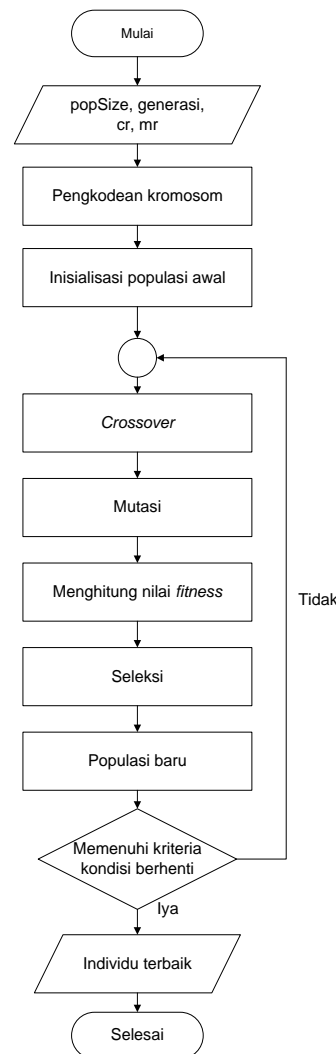 Mulai
popSize, generasi,
cr, mr
Pengkodean kromosom
Inisialisasi populasi awal
Crossover
Mutasi
Menghitung nilai fitness
Tidak
Seleksi
Populasi baru
Memenuhi kriteria
kondisi berhenti
Iya
Individu terbaik
Selesai